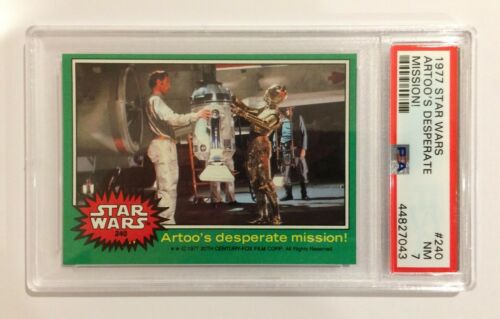 STAR
WARS
240
Artoo's desperate mission!
★★ © 1977 20TH CENTURY-FOX FILM CORP. All Rights Reserved
1977 STAR WARS #240
ARTOO'S DESPERATE NM
MISSION! 7
PSA 44827043